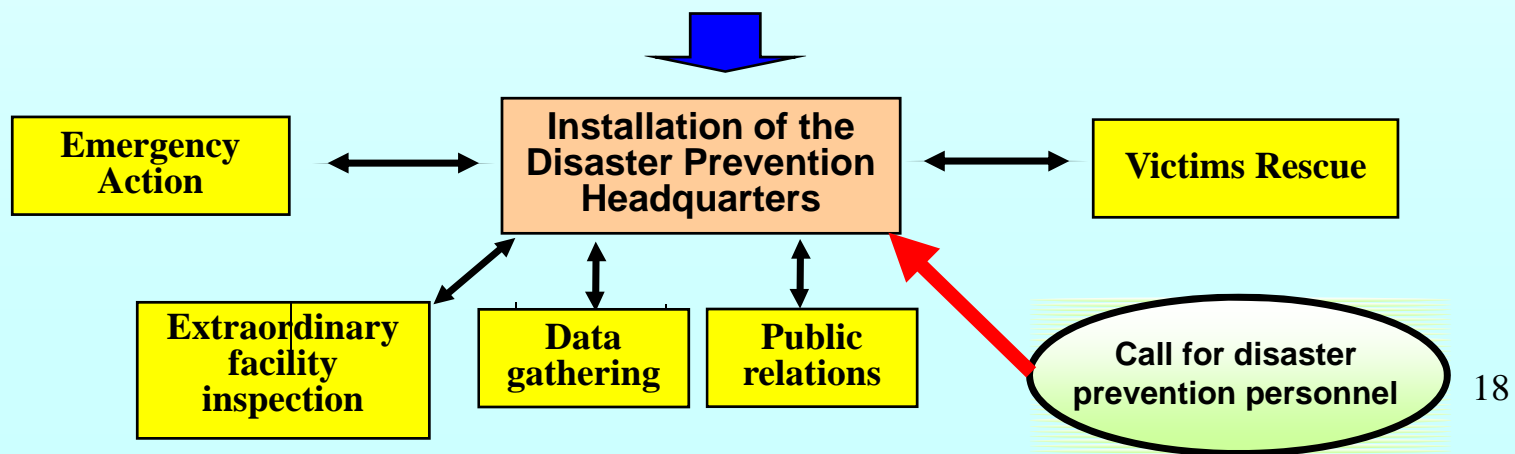 Emergency
Action
Installation of the
Disaster Prevention
Headquarters
Victims Rescue
Extraordinary
facility
inspection
Data
gathering
Public
relations
Call for disaster
prevention personnel
18